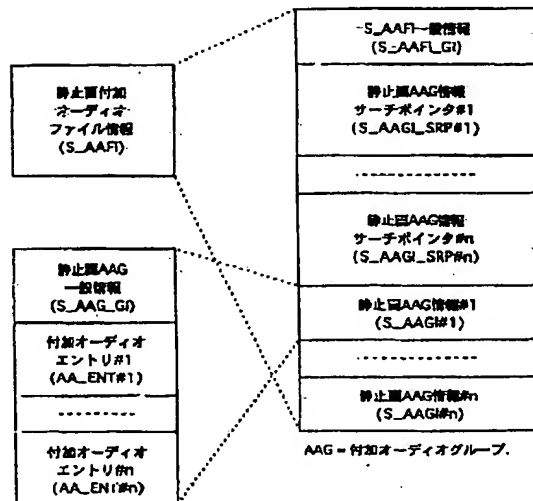 静止画付加
オーディオ
ファイル情報
(S_AAFI)
静止画AAG
一般情報
(S_AAG_GI)
付加オーディオ
エントリ#1
(AA_ENT#1)
付加オーディオ
エントリ#n
(AA_ENT#n)
S_AAFI一般情報
(S_AAFI_GI)
静止画AAG情報
サーチポインタ#1
(S_AAGI_SRP#1)
静止画AAG情報
サーチポインタ#n
(S_AAGI_SRP#n)
静止画AAG情報#1
(S_AAGI#1)
静止画AAG情報#n
(S_AAGI#n)
AAG = 付加オーディオグループ.